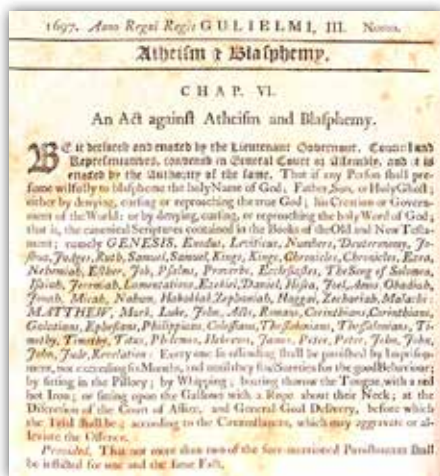 1697. Anno Regni Regis GULIELMI, III. Nono.
Atheism & Blasphemy.
CHAP. VI.
An Act against Atheism and Blasphemy.
BE it declared and enacted by the Lieutenant Governour, Council and
Representatives, convened in General Court or Assembly, and it is
enacted by the Authority of the same, That if any Person shall pre-
sume wilfully to blaspheme the holy Name of God, Father, Son, or Holy Ghost;
either by denying, cursing or reproaching the true God; his Creation or Govern-
ment of the World: or by denying, cursing, or reproaching the holy Word of God;
that is, the canonical Scriptures contained in the Books of the Old and New Testa-
ment; namely GENESIS, Exodus, Leviticus, Numbers, Deuteronomy, Jo-
shua, Judges, Ruth, Samuel, Samuel, Kings, Kings, Chronicles, Chronicles, Ezra,
Nehemiah, Esther, Job, Psalms, Proverbs, Ecclesiastes, The Song of Solomon,
Isaiah, Jeremiah, Lamentations, Ezekiel, Daniel, Hosea, Joel, Amos, Obadiah,
Jonah, Micah, Nahum, Habakkuk, Zephaniah, Haggai, Zechariah, Malachi:
MATTHEW, Mark, Luke, John, Acts, Romans, Corinthians, Corinthians,
Galatians, Ephesians, Philippians, Colossians, Thessalonians, Thessalonians, Ti-
mothy, Timothy, Titus, Philemon, Hebrews, James, Peter, Peter, John, John,
John, Jude, Revelation: Every one so offending shall be punished by Imprison-
ment, not exceeding six Months, and until they find Sureties for the good Behaviour;
by sitting in the Pillory; by Whipping; boaring thorow the Tongue, with a red
hot Iron; or sitting upon the Gallows with a Rope about their Neck; at the
Discretion of the Court of Assize, and General Goal Delivery, before which
the Trial shall be; according to the Circumstances, which may aggravate or al-
leviate the Offence.
Provided, That not more than two of the fore-mentioned Punishments shall
be inflicted for one and the same Fact.